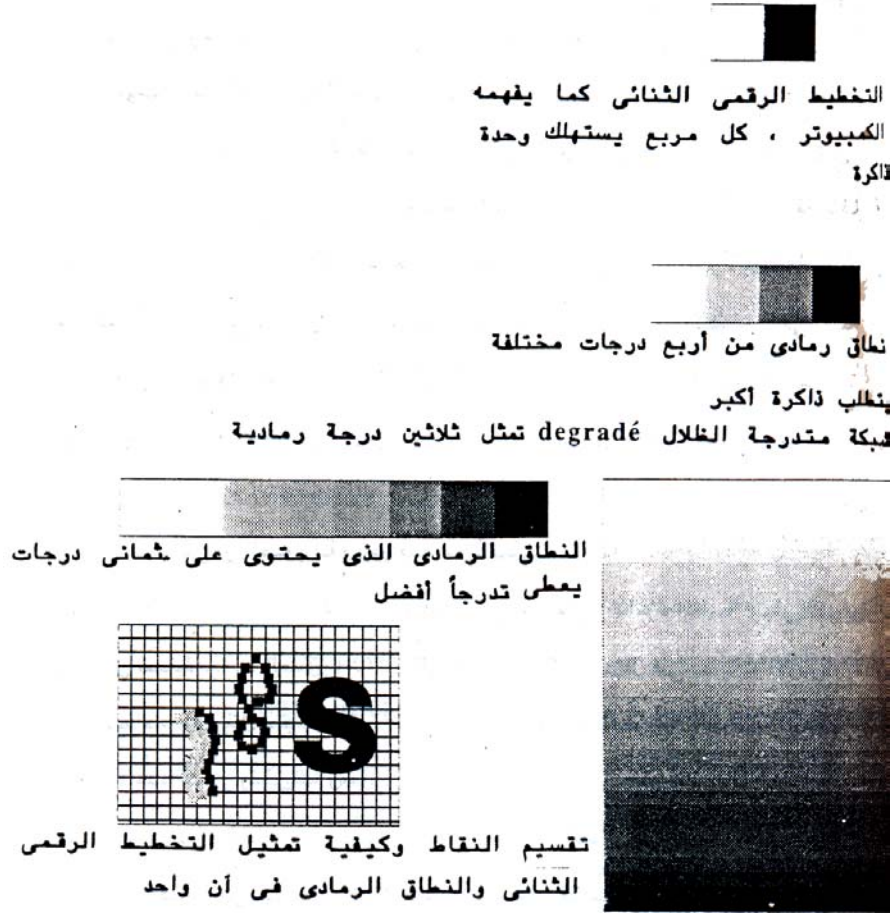 التخطيط الرقمى الثنائى كما يفهمه
الكمبيوتر ، كل مربع يستهلك وحدة
ذاكرة
نطاق رمادى من أربع درجات مختلفة
يتطلب ذاكرة أكبر
شبكة متدرجة الظلال degradé تمثل ثلاثين درجة رمادية
النطاق الرمادى الذى يحتوى على ثمانى درجات
يعطى تدرجاً أفضل
S
تقسيم النقاط وكيفية تمثيل التخطيط الرقمى
الثنائى والنطاق الرمادى فى آن واحد